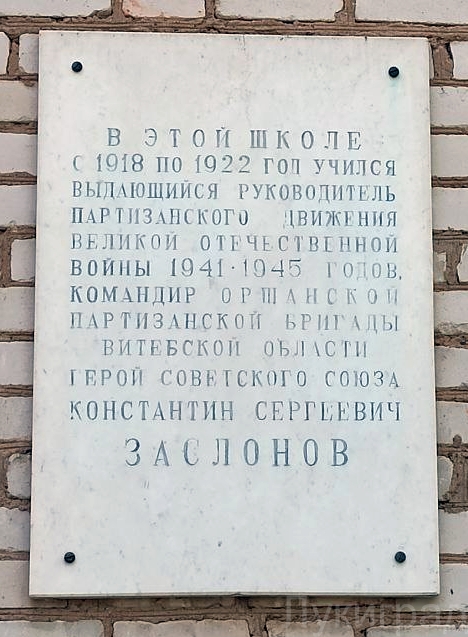 В ЭТОЙ ШКОЛЕ
С 1918 ПО 1922 ГОД УЧИЛСЯ
ВЫДАЮЩИЙСЯ РУКОВОДИТЕЛЬ
ПАРТИЗАНСКОГО ДВИЖЕНИЯ
ВЕЛИКОЙ ОТЕЧЕСТВЕННОЙ
ВОЙНЫ 1941-1945 ГОДОВ,
КОМАНДИР ОРШАНСКОЙ
ПАРТИЗАНСКОЙ БРИГАДЫ
ВИТЕБСКОЙ ОБЛАСТИ
ГЕРОЙ СОВЕТСКОГО СОЮЗА
КОНСТАНТИН СЕРГЕЕВИЧ
ЗАСЛОНОВ